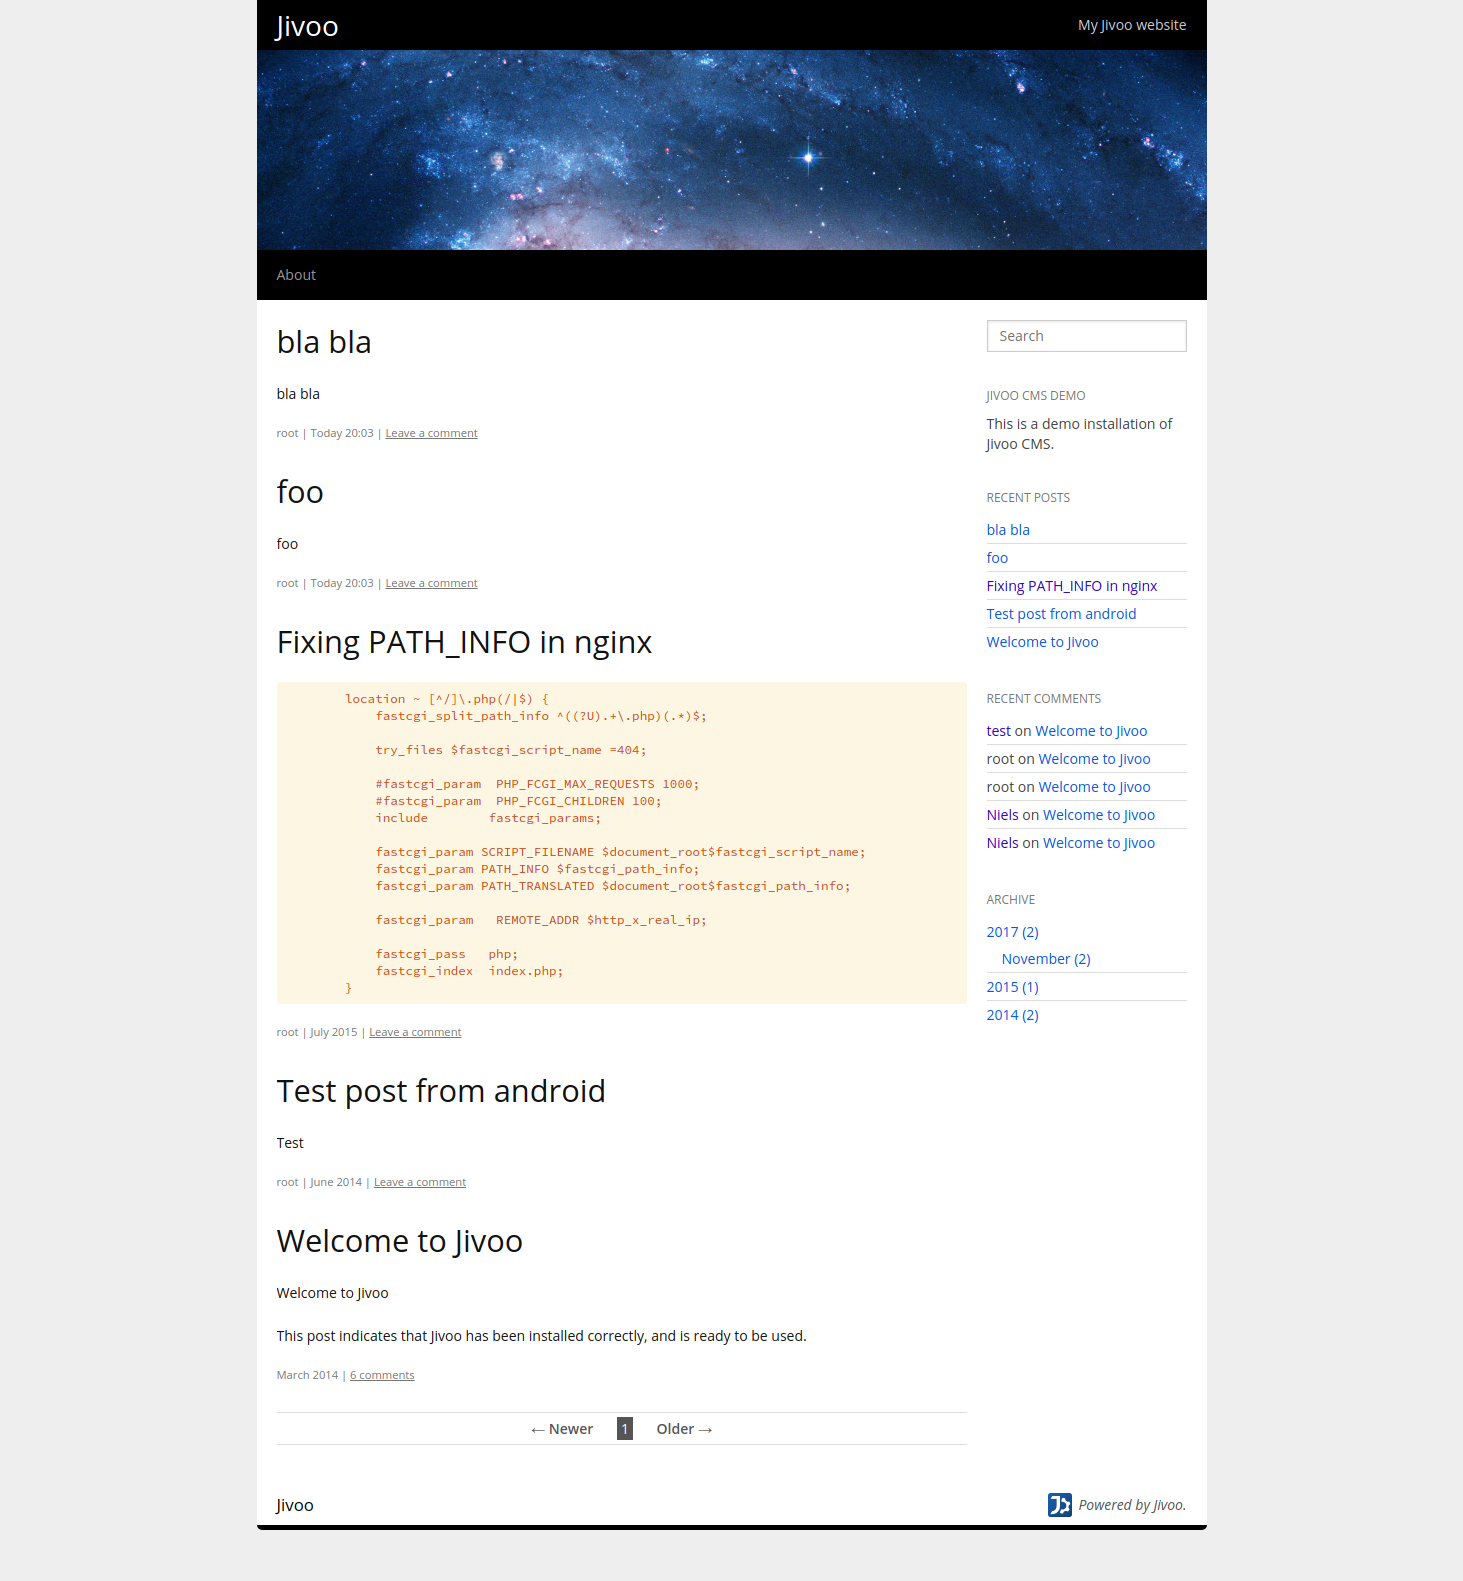 Jivoo
My Jivoo website
About
bla bla
bla bla
root | Today 20:03 | Leave a comment
foo
foo
root | Today 20:03 | Leave a comment
Fixing PATH_INFO in nginx
location ~ [^/]\.php(/|$) {
fastcgi_split_path_info ^((?U).+\.php)(.*)$;
try_files $fastcgi_script_name =404;
#fastcgi_param  PHP_FCGI_MAX_REQUESTS 1000;
#fastcgi_param  PHP_FCGI_CHILDREN 100;
include        fastcgi_params;
fastcgi_param SCRIPT_FILENAME $document_root$fastcgi_script_name;
fastcgi_param PATH_INFO $fastcgi_path_info;
fastcgi_param PATH_TRANSLATED $document_root$fastcgi_path_info;
fastcgi_param   REMOTE_ADDR $http_x_real_ip;
fastcgi_pass   php;
fastcgi_index  index.php;
}
root | July 2015 | Leave a comment
Test post from android
Test
root | June 2014 | Leave a comment
Welcome to Jivoo
Welcome to Jivoo
This post indicates that Jivoo has been installed correctly, and is ready to be used.
March 2014 | 6 comments
← Newer 1 Older →
Search
JIVOO CMS DEMO
This is a demo installation of
Jivoo CMS.
RECENT POSTS
bla bla
foo
Fixing PATH_INFO in nginx
Test post from android
Welcome to Jivoo
RECENT COMMENTS
test on Welcome to Jivoo
root on Welcome to Jivoo
root on Welcome to Jivoo
Niels on Welcome to Jivoo
Niels on Welcome to Jivoo
ARCHIVE
2017 (2)
November (2)
2015 (1)
2014 (2)
Jivoo
Powered by Jivoo.